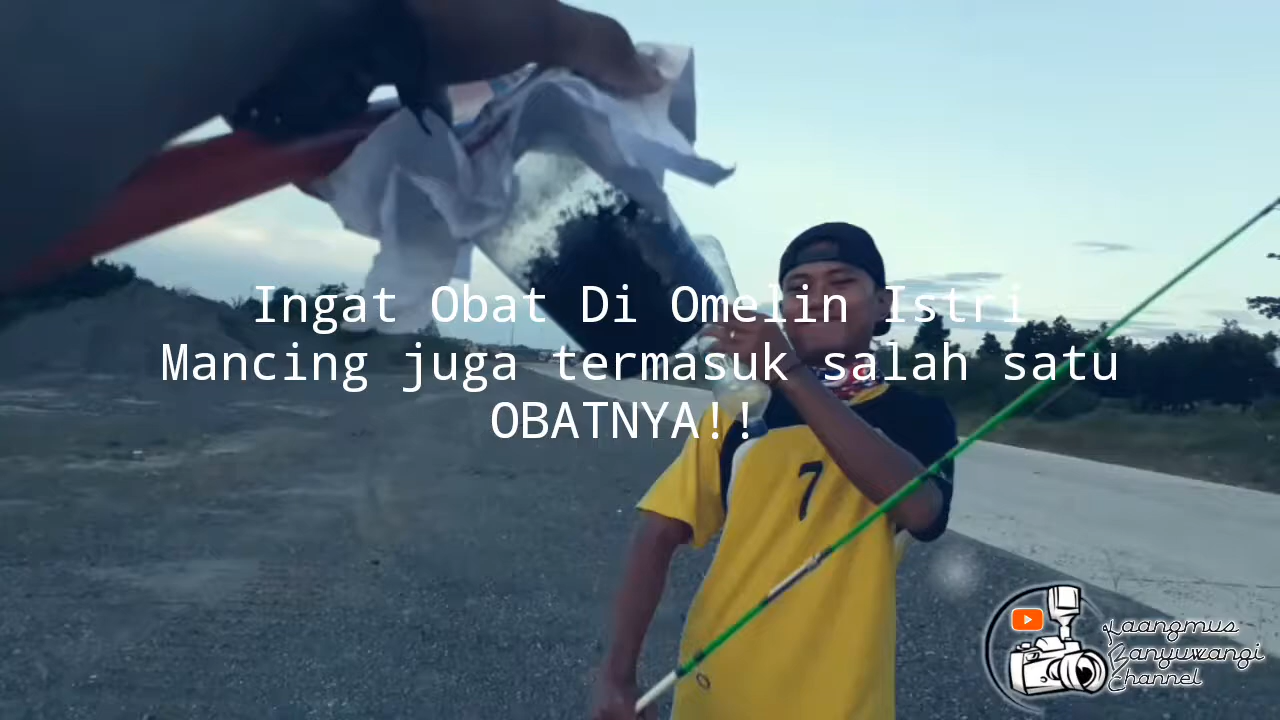 Ingat Obat Di Omelin Istri
Mancing juga termasuk salah satu
OBATNYA!!
7
Kaangmus
Banyuwangi
Channel